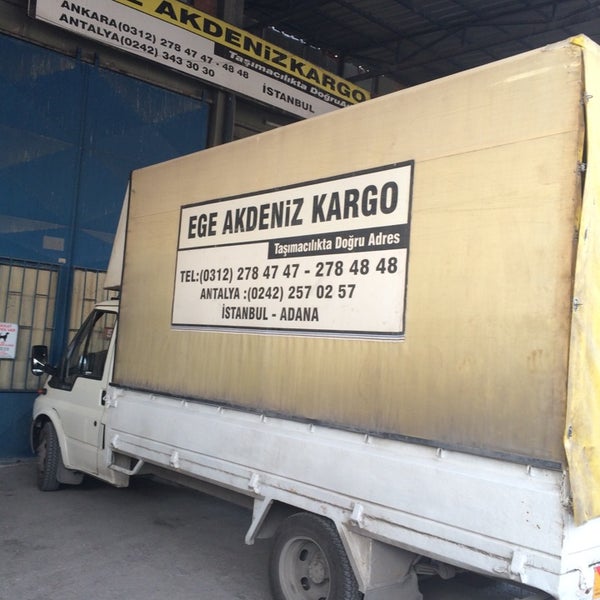 E AKDENİZ KARGO
Taşımacılıkta Doğru Adres
ANKARA(0312) 278 47 47 - 48 48
ANTALYA(0242) 343 30 30
İSTANBUL
EGE AKDENİZ KARGO
Taşımacılıkta Doğru Adres
TEL:(0312) 278 47 47 - 278 48 48
ANTALYA :(0242) 257 02 57
İSTANBUL - ADANA